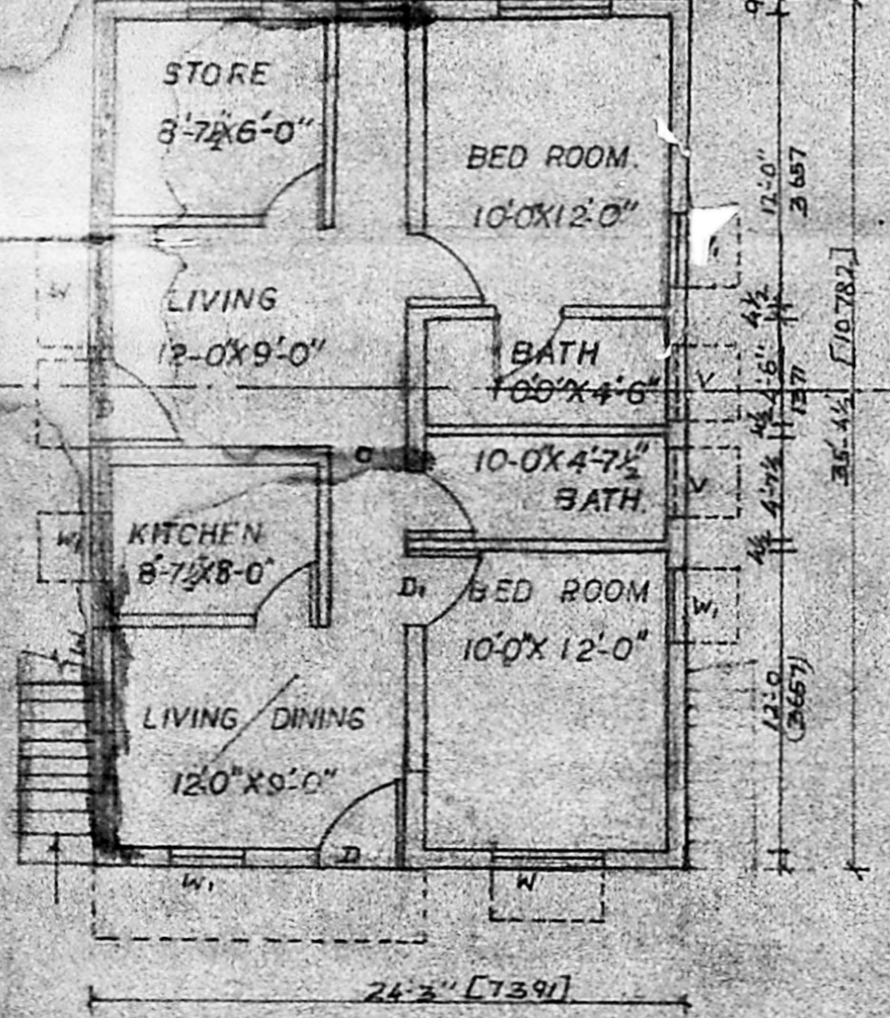 STORE
8'-7½"X6'-0"
BED ROOM.
10'-0"X12'-0"
12'-0"
3657
LIVING
12-0"X9'-0"
W
4½
BATH
10'0"X4'-6"
V
4'-6"
1371
35'-4½" [10782]
4½
10-0"X4'-7½"
BATH.
V
4'-7½
KITCHEN
8'-7½"X8-0"
W1
4½
D1
BED ROOM
10'-0"X 12'-0"
W1
12'-0
(3657)
LIVING / DINING
12'0"X9'-0"
D
W1
W
24'-3" [7391]